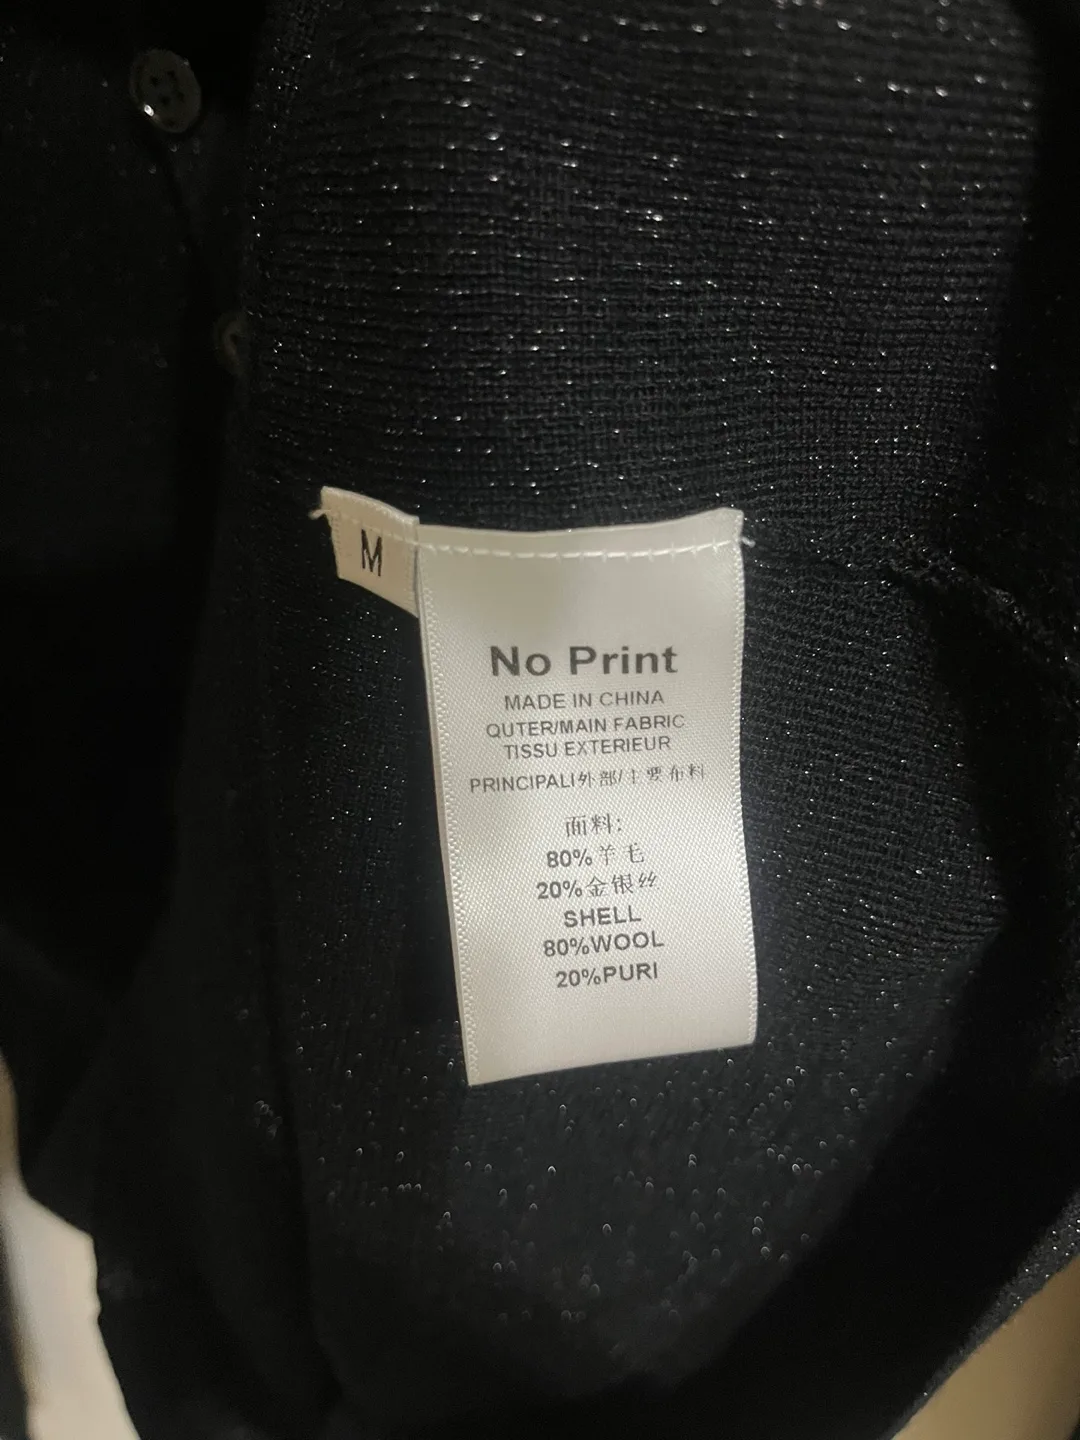 M
No Print
MADE IN CHINA
QUTER/MAIN FABRIC
TISSU EXTERIEUR
PRINCIPALI外部/主要布料
面料:
80%羊毛
20%金银丝
SHELL
80%WOOL
20%PURI